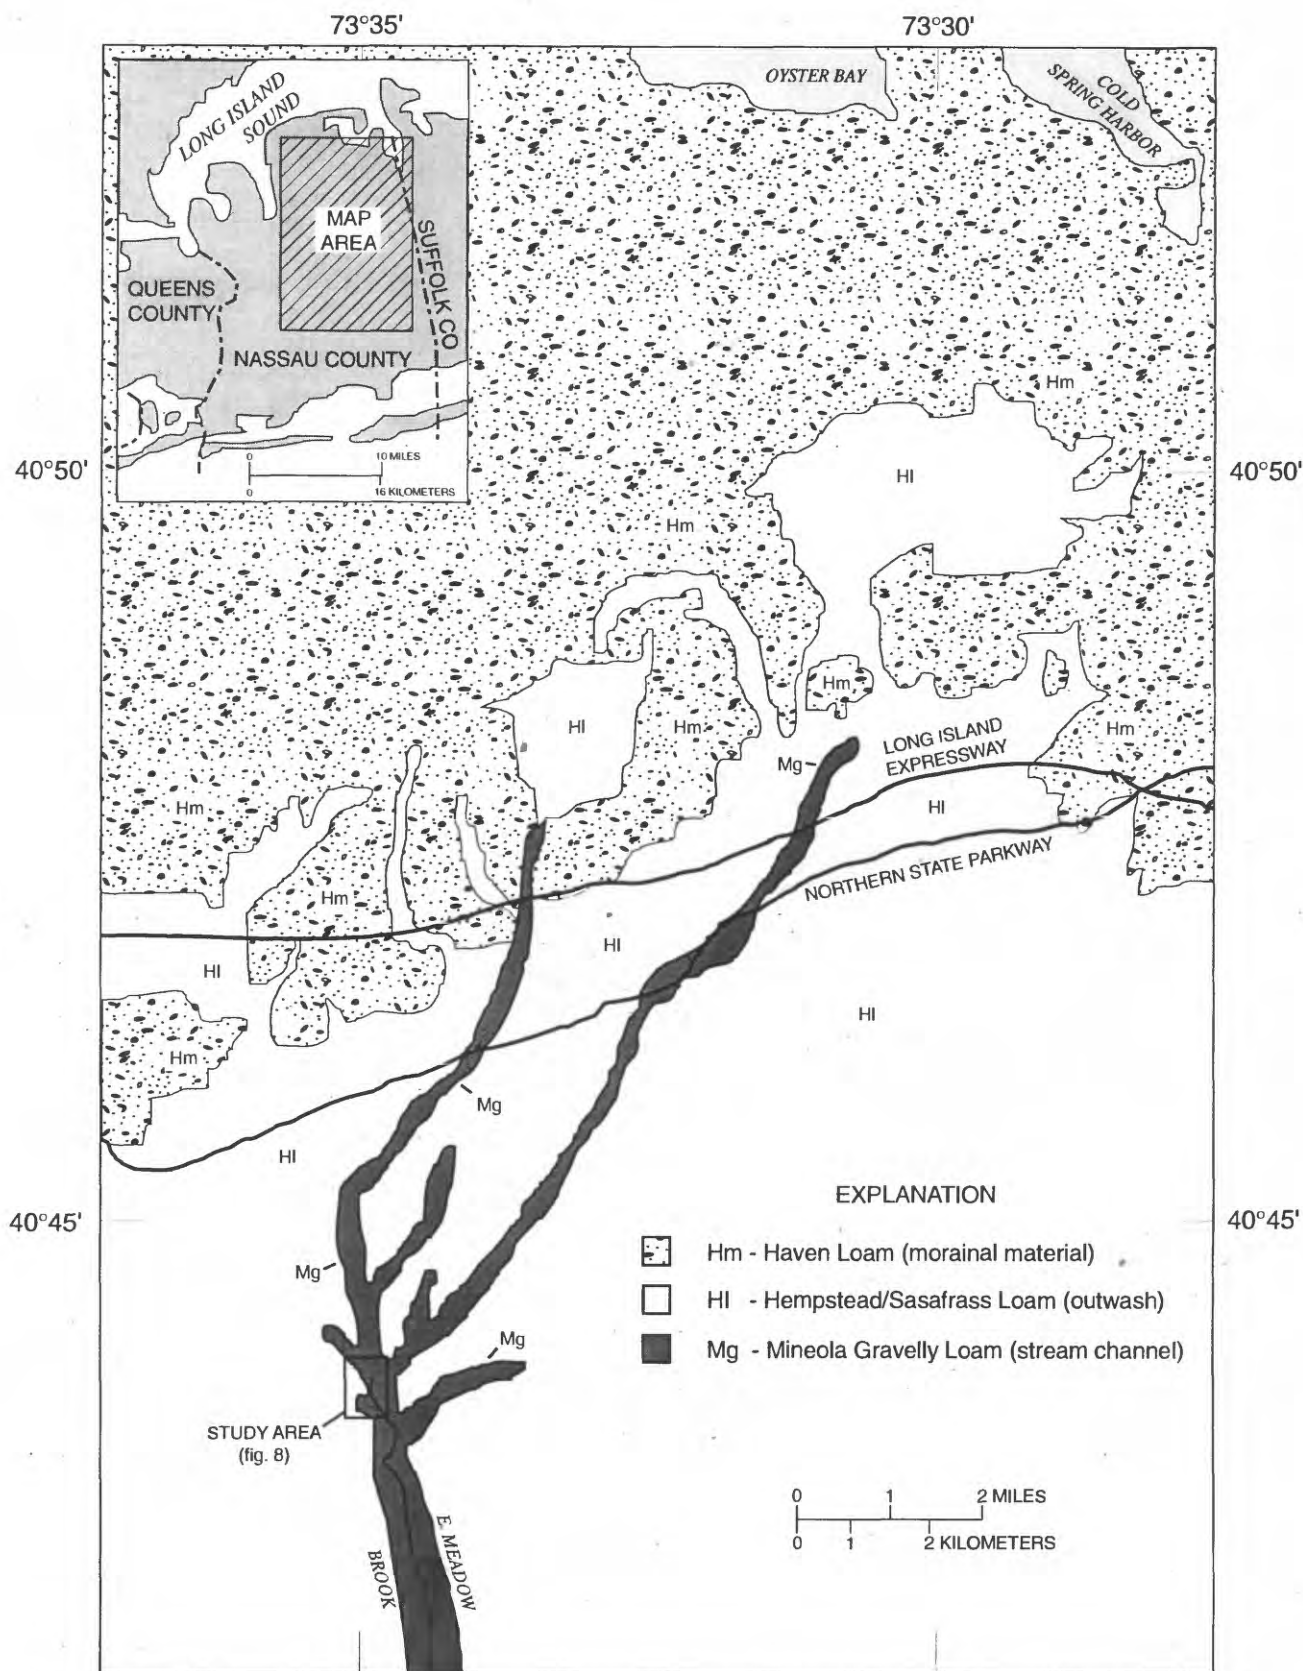 73°35'
73°30'
OYSTER BAY
COLD
SPRING HARBOR
LONG ISLAND
SOUND
MAP
AREA
SUFFOLK CO
QUEENS
COUNTY
NASSAU COUNTY
0 10 MILES
0 16 KILOMETERS
40°50'
40°50'
Hm
Hl
Hm
Hm
Hl
Hm
Hm
LONG ISLAND
EXPRESSWAY
Mg
Hm
Hl
NORTHERN STATE PARKWAY
Hm
Hl
Hl
Hl
Hm
Mg
Hl
40°45'
40°45'
EXPLANATION
Hm - Haven Loam (morainal material)
Hl - Hempstead/Sasafrass Loam (outwash)
Mg - Mineola Gravelly Loam (stream channel)
Mg
Mg
STUDY AREA
(fig. 8)
E. MEADOW
BROOK
0 1 2 MILES
0 1 2 KILOMETERS